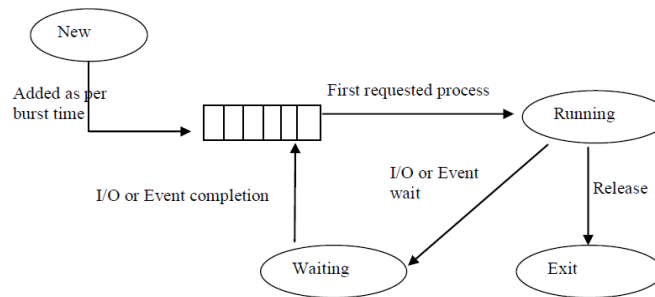 New
Added as per
burst time
First requested process
Running
I/O or Event completion
I/O or Event
wait
Release
Waiting
Exit